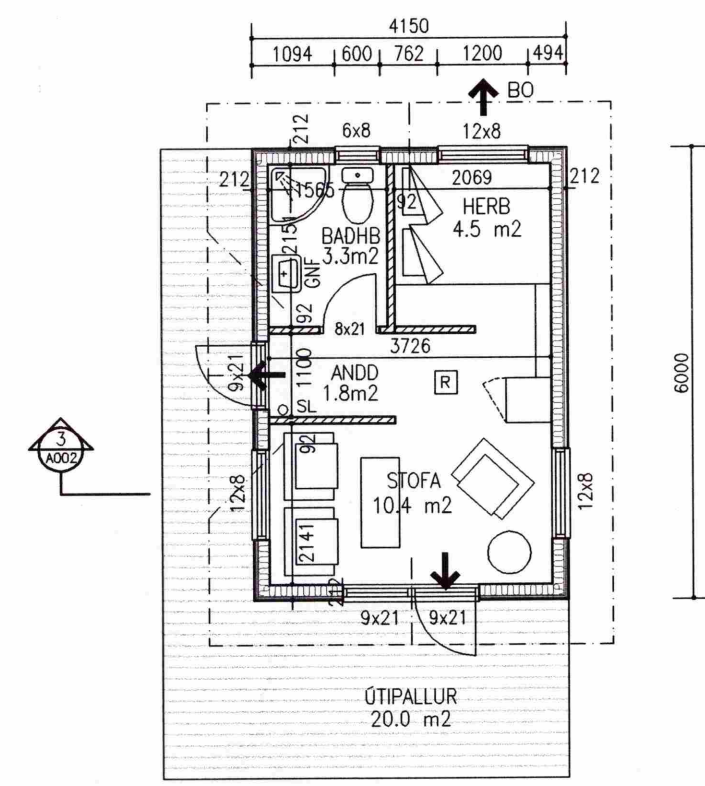 4150
1094 600 762 1200 494
BO
212 6x8 12x8
212 1565 2069 212
92 HERB
4.5 m2
2151 BADHB
3.3m2
GNF
92 8x21
3726
9x21 1100 ANDD R
1.8m2
SL
6000
3
A002
92
12x8 STOFA 12x8
10.4 m2
2141
212
9x21 9x21
ÚTIPALLUR
20.0 m2